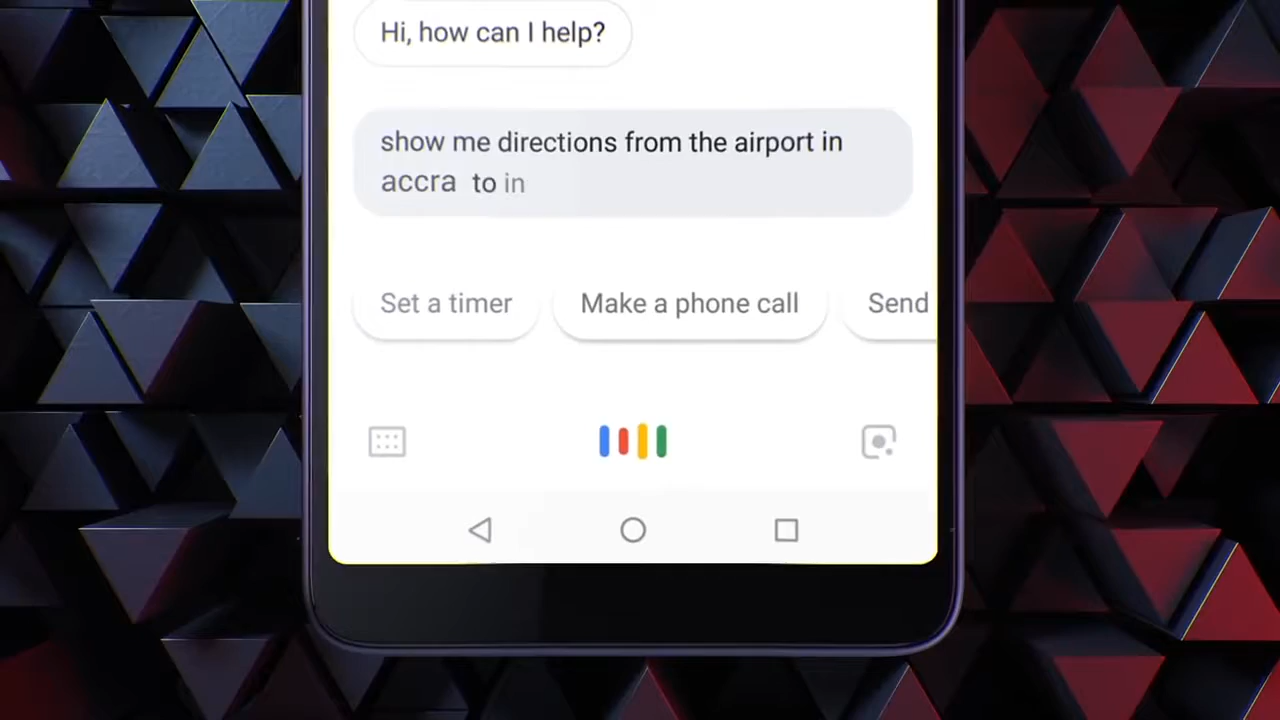 Hi, how can I help?
show me directions from the airport in
accra to in
Set a timer
Make a phone call
Send